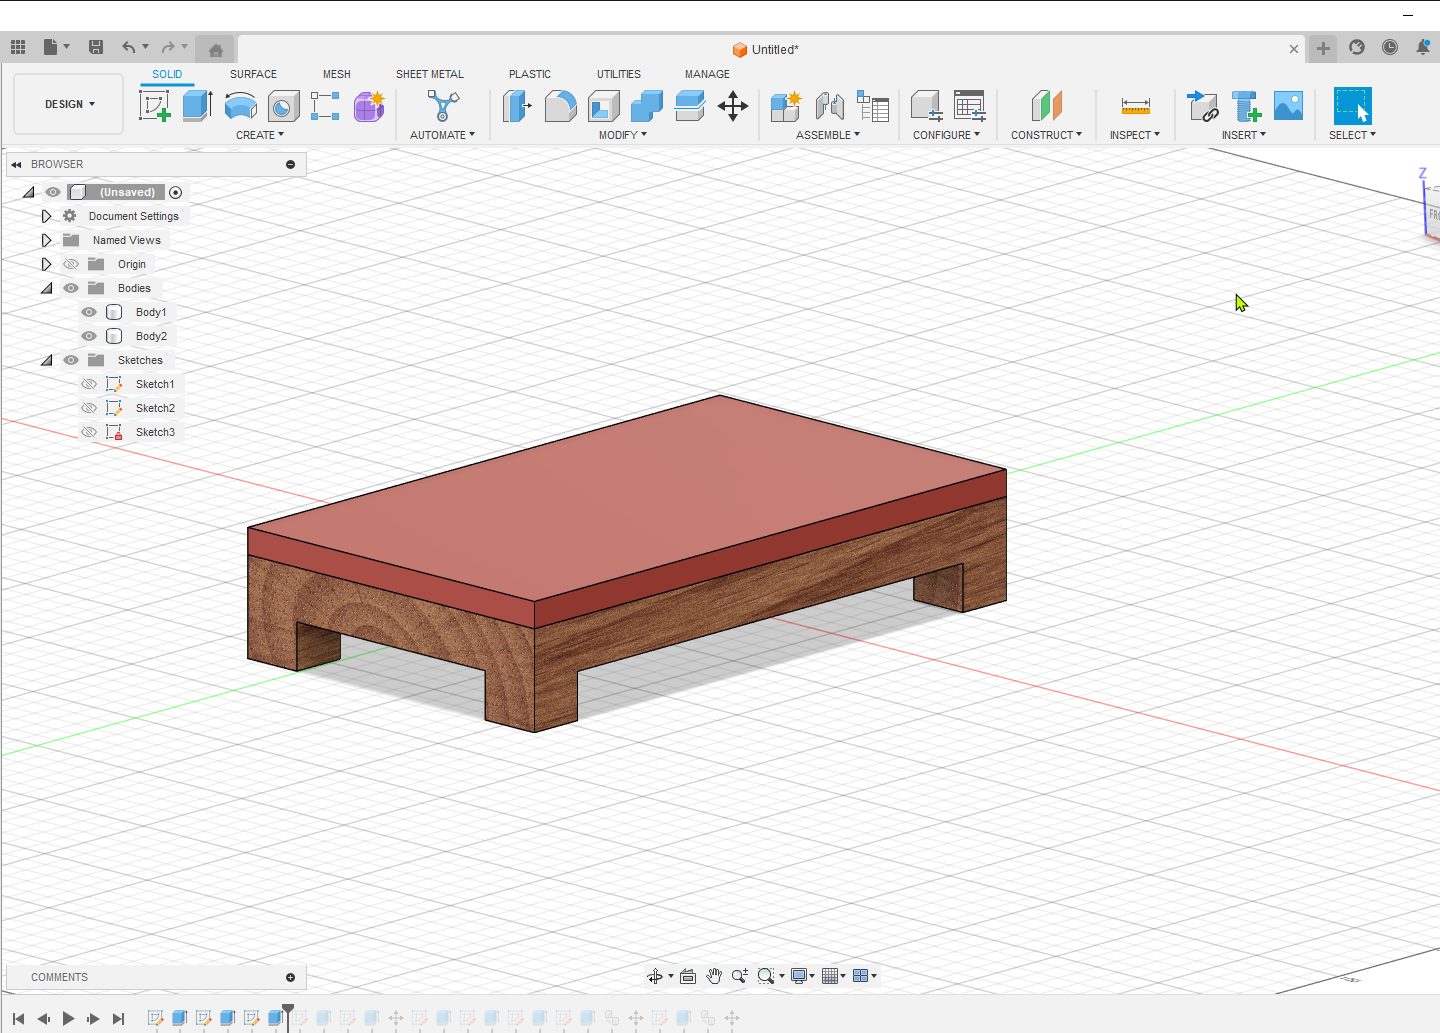 Untitled*
SOLID SURFACE MESH SHEET METAL PLASTIC UTILITIES MANAGE
DESIGN
CREATE AUTOMATE MODIFY ASSEMBLE CONFIGURE CONSTRUCT INSPECT INSERT SELECT
BROWSER
(Unsaved)
Document Settings
Named Views
Origin
Bodies
Body1
Body2
Sketches
Sketch1
Sketch2
Sketch3
Z
COMMENTS